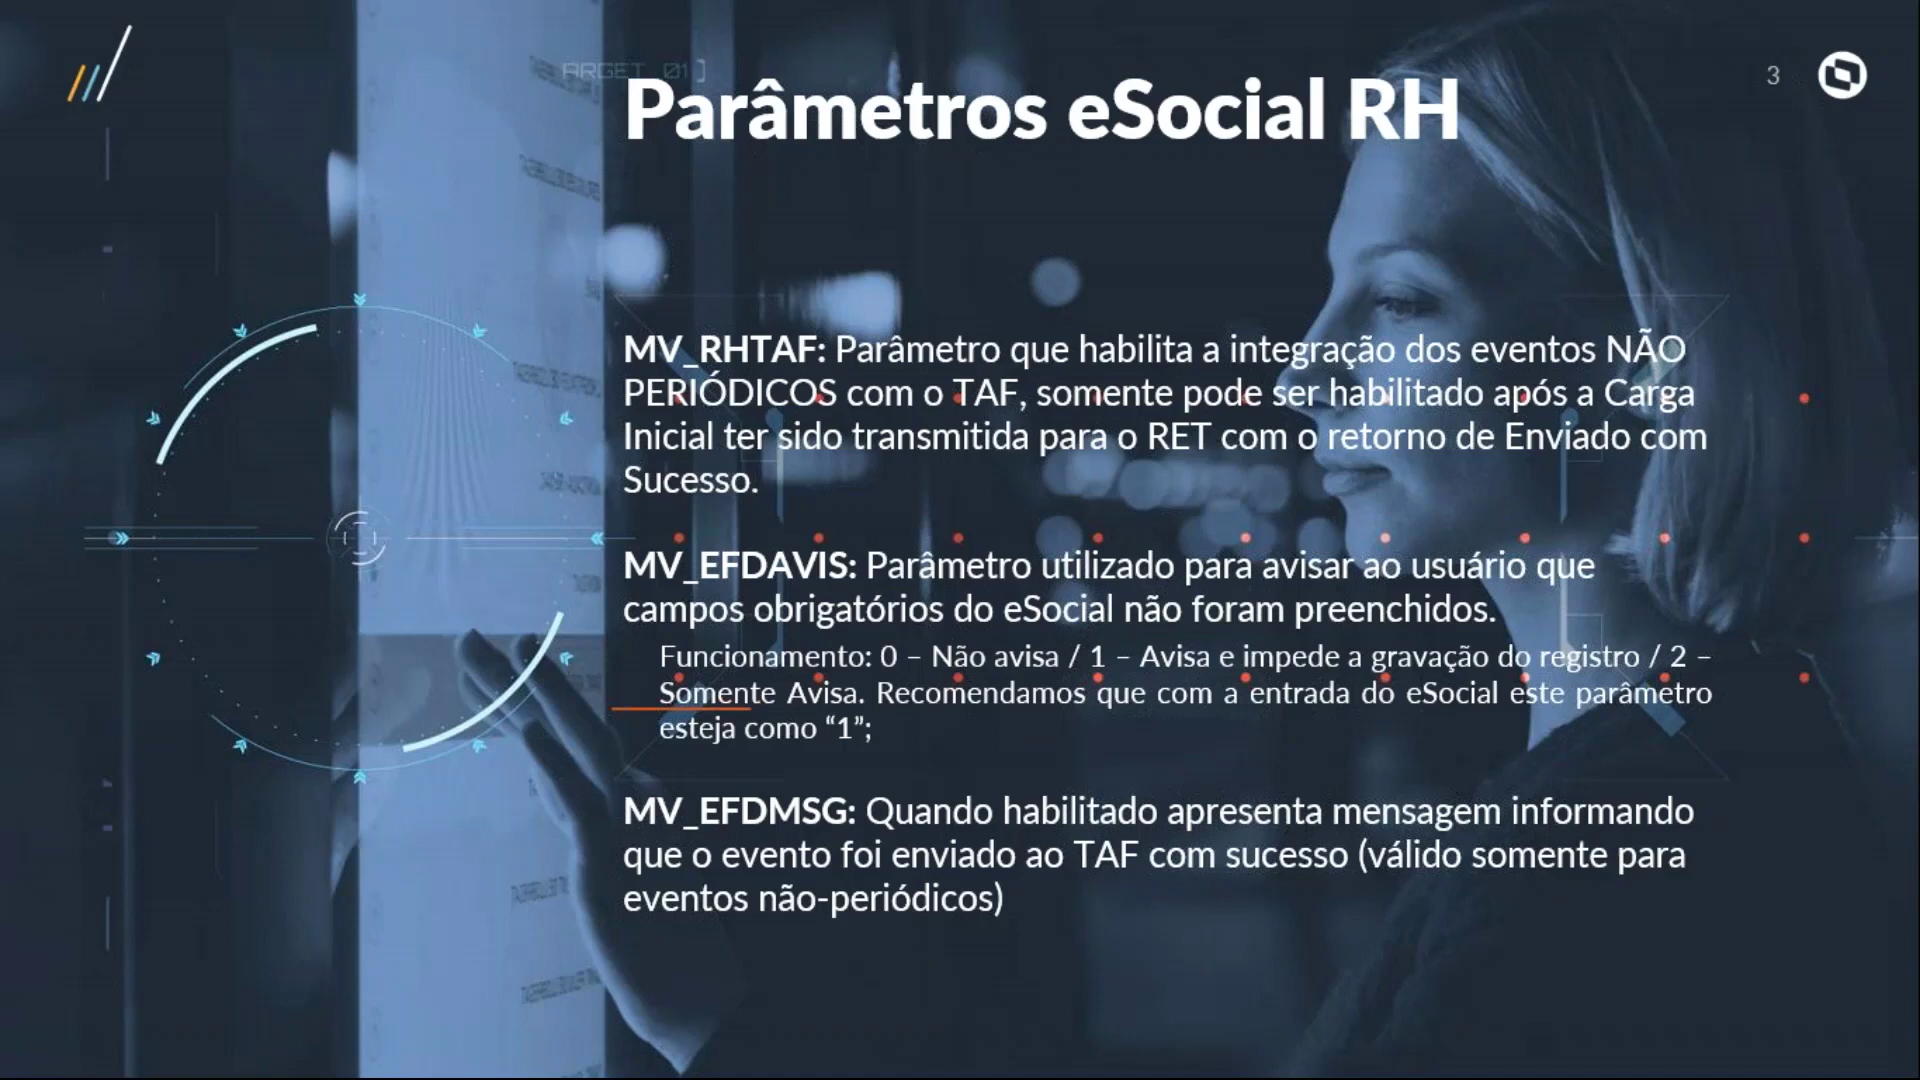 ARGET 01]
Parâmetros eSocial RH
3
MV_RHTAF: Parâmetro que habilita a integração dos eventos NÃO
PERIÓDICOS com o TAF, somente pode ser habilitado após a Carga
Inicial ter sido transmitida para o RET com o retorno de Enviado com
Sucesso.
MV_EFDAVIS: Parâmetro utilizado para avisar ao usuário que
campos obrigatórios do eSocial não foram preenchidos.
Funcionamento: 0 – Não avisa / 1 – Avisa e impede a gravação do registro / 2 –
Somente Avisa. Recomendamos que com a entrada do eSocial este parâmetro
esteja como “1”;
MV_EFDMSG: Quando habilitado apresenta mensagem informando
que o evento foi enviado ao TAF com sucesso (válido somente para
eventos não-periódicos)